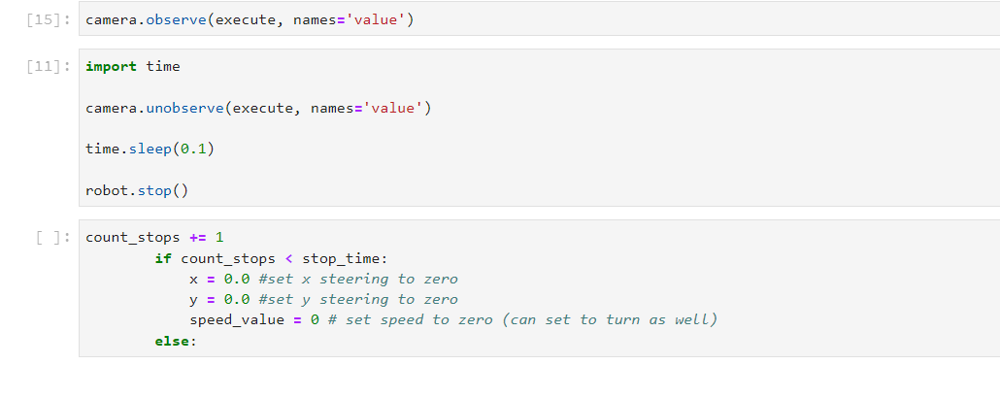 [15]: camera.observe(execute, names='value')
[11]: import time
camera.unobserve(execute, names='value')
time.sleep(0.1)
robot.stop()
[ ]: count_stops += 1
        if count_stops < stop_time:
            x = 0.0 #set x steering to zero
            y = 0.0 #set y steering to zero
            speed_value = 0 # set speed to zero (can set to turn as well)
        else: